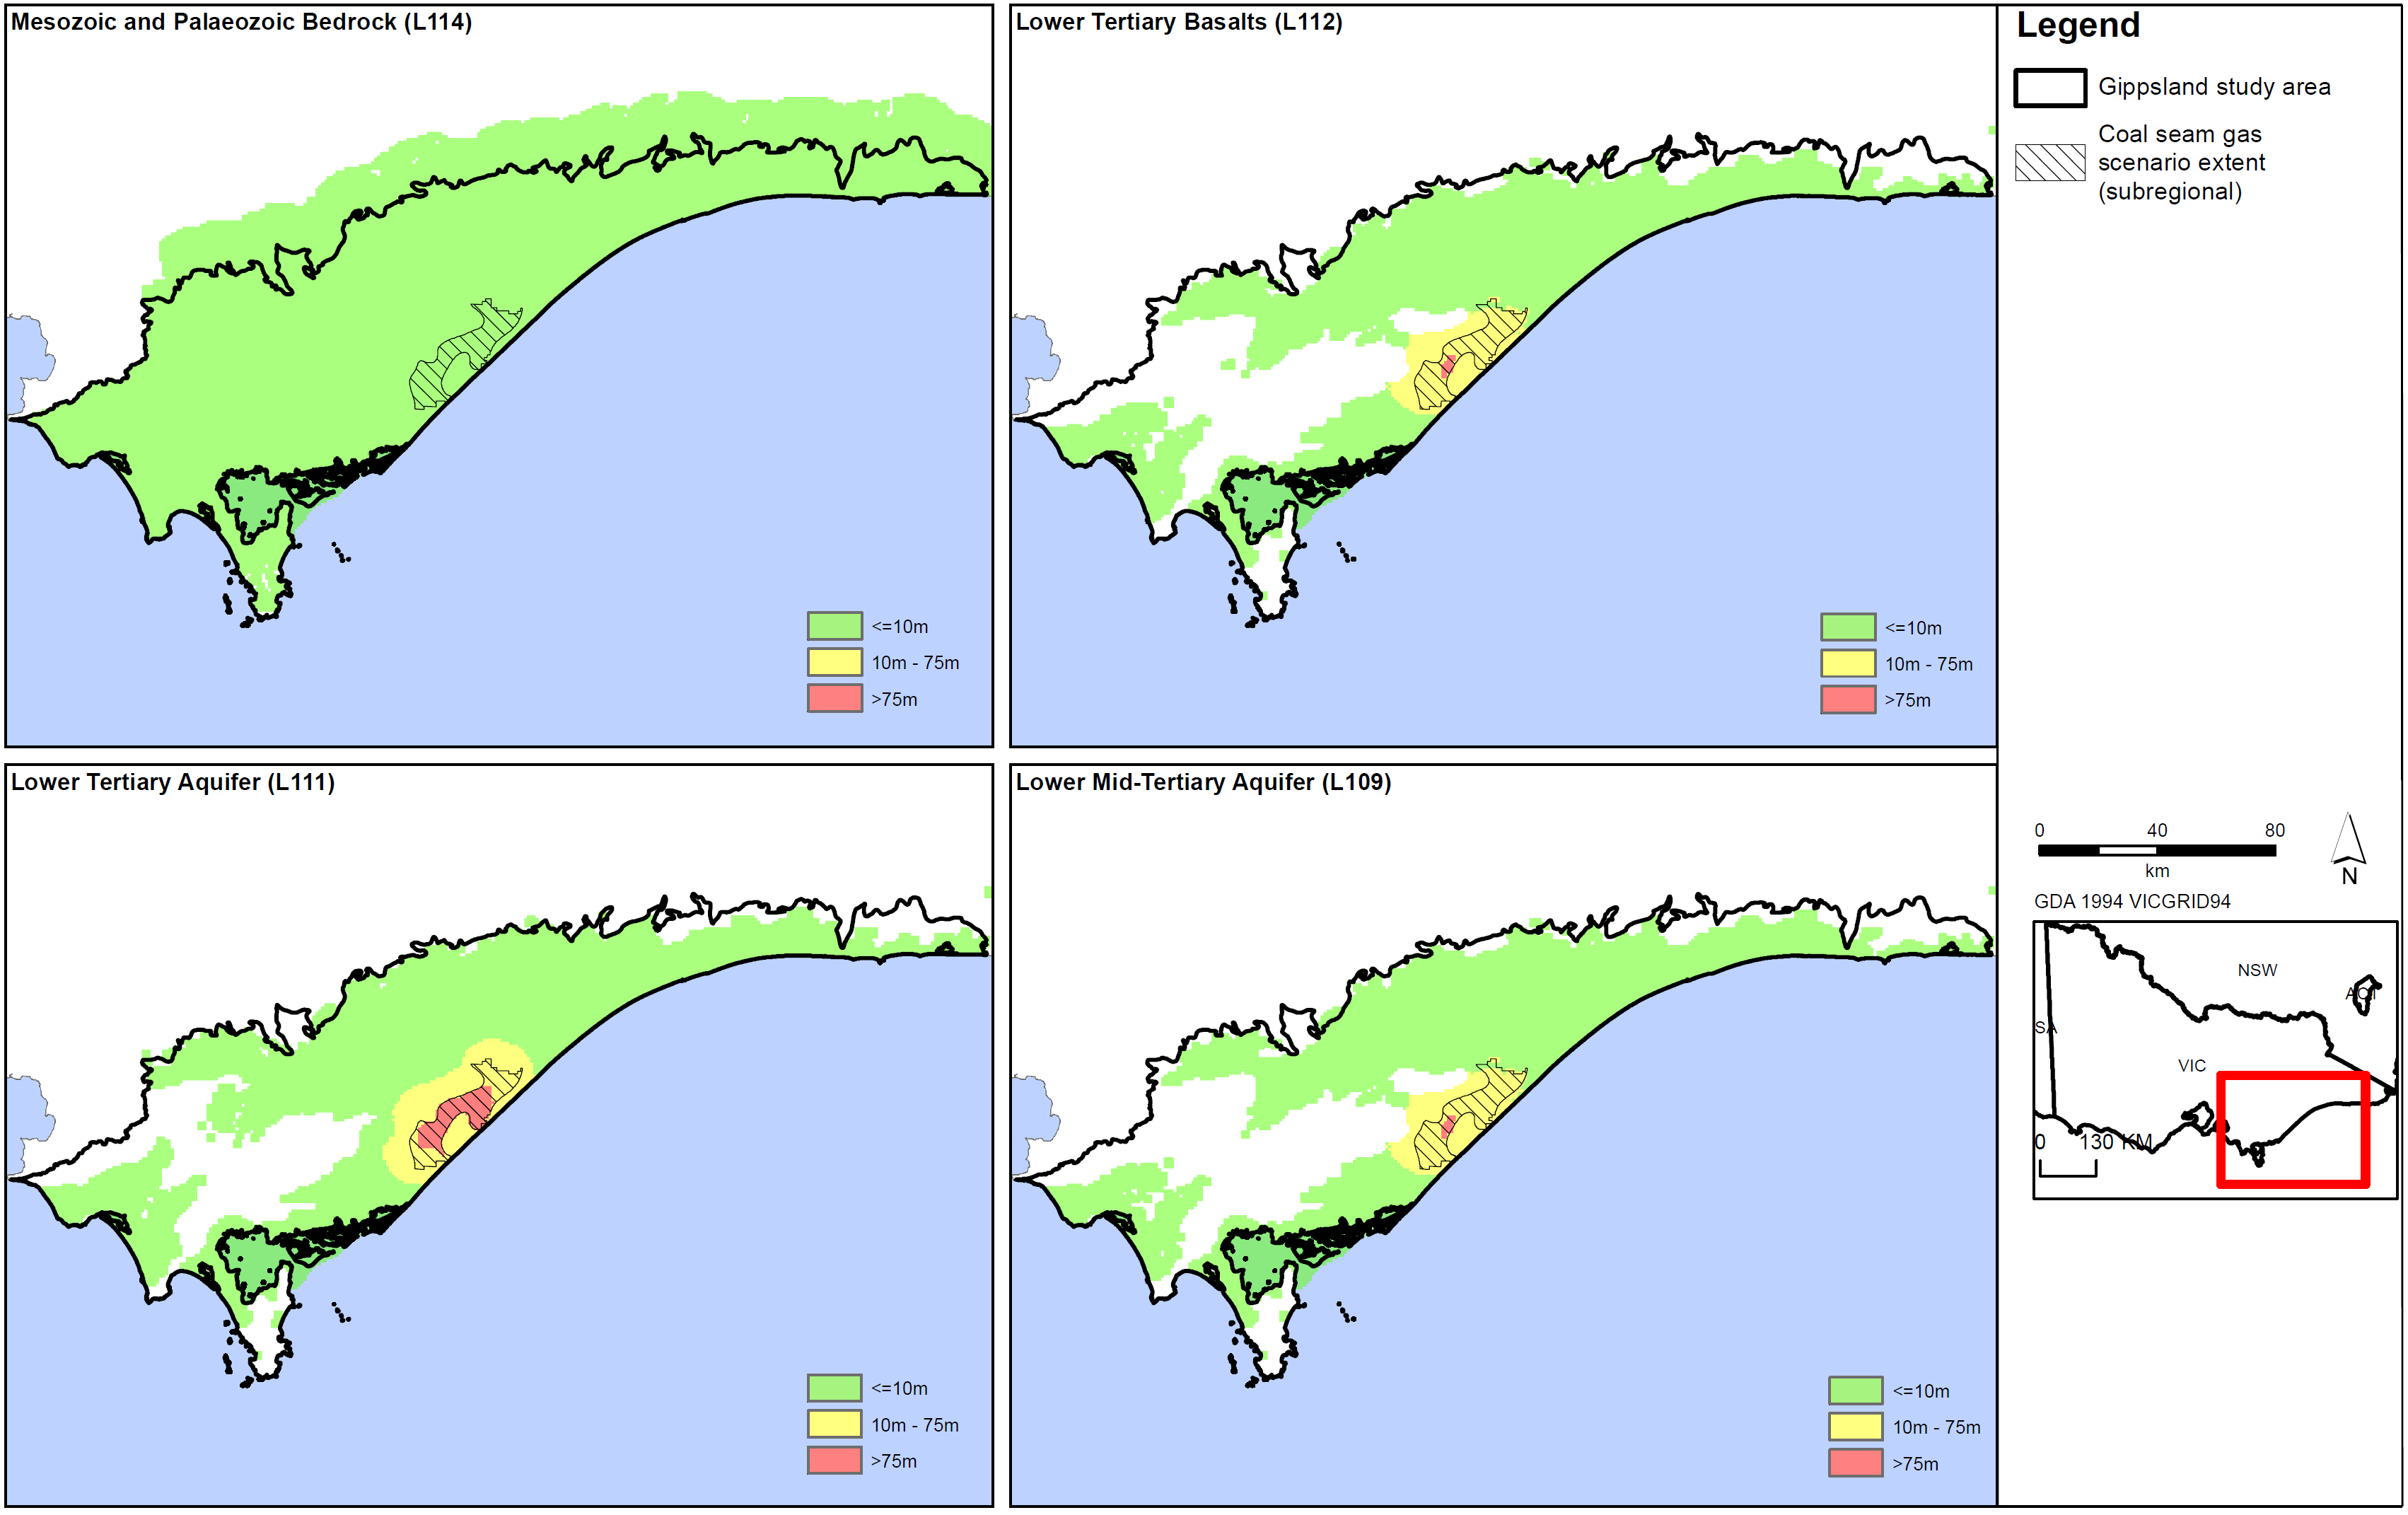 Mesozoic and Palaeozoic Bedrock (L114)
<=10m
10m - 75m
>75m
Lower Tertiary Basalts (L112)
<=10m
10m - 75m
>75m
Lower Tertiary Aquifer (L111)
<=10m
10m - 75m
>75m
Lower Mid-Tertiary Aquifer (L109)
<=10m
10m - 75m
>75m
Legend
Gippsland study area
Coal seam gas
scenario extent
(subregional)
0 40 80
km
N
GDA 1994 VICGRID94
NSW
ACT
SA
VIC
0 130 KM